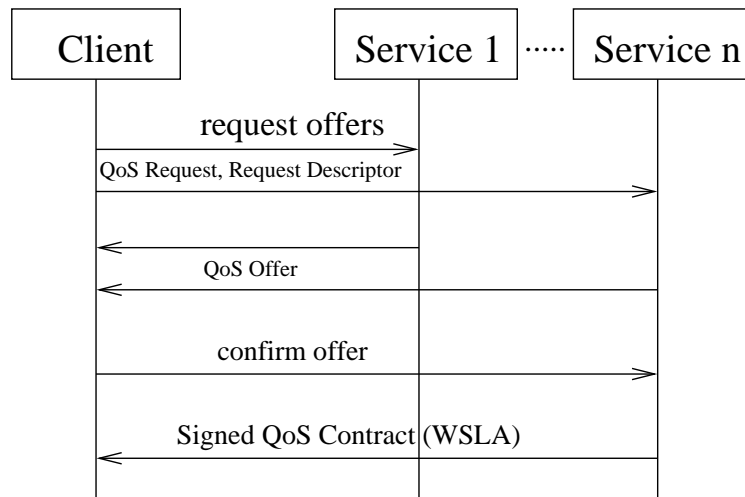 Client Service 1 ..... Service n
request offers
QoS Request, Request Descriptor
QoS Offer
confirm offer
Signed QoS Contract (WSLA)